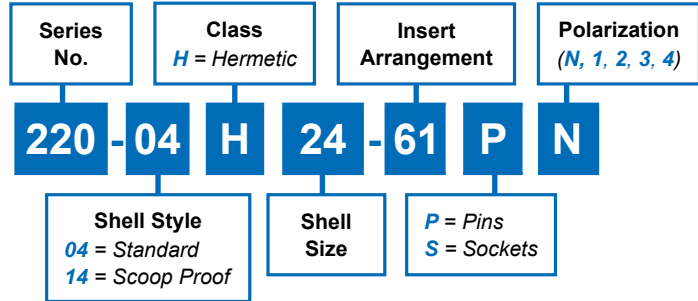 Series
No.
Class
H = Hermetic
Insert
Arrangement
Polarization
(N, 1, 2, 3, 4)
220 - 04 H 24 - 61 P N
Shell Style
04 = Standard
14 = Scoop Proof
Shell
Size
P = Pins
S = Sockets